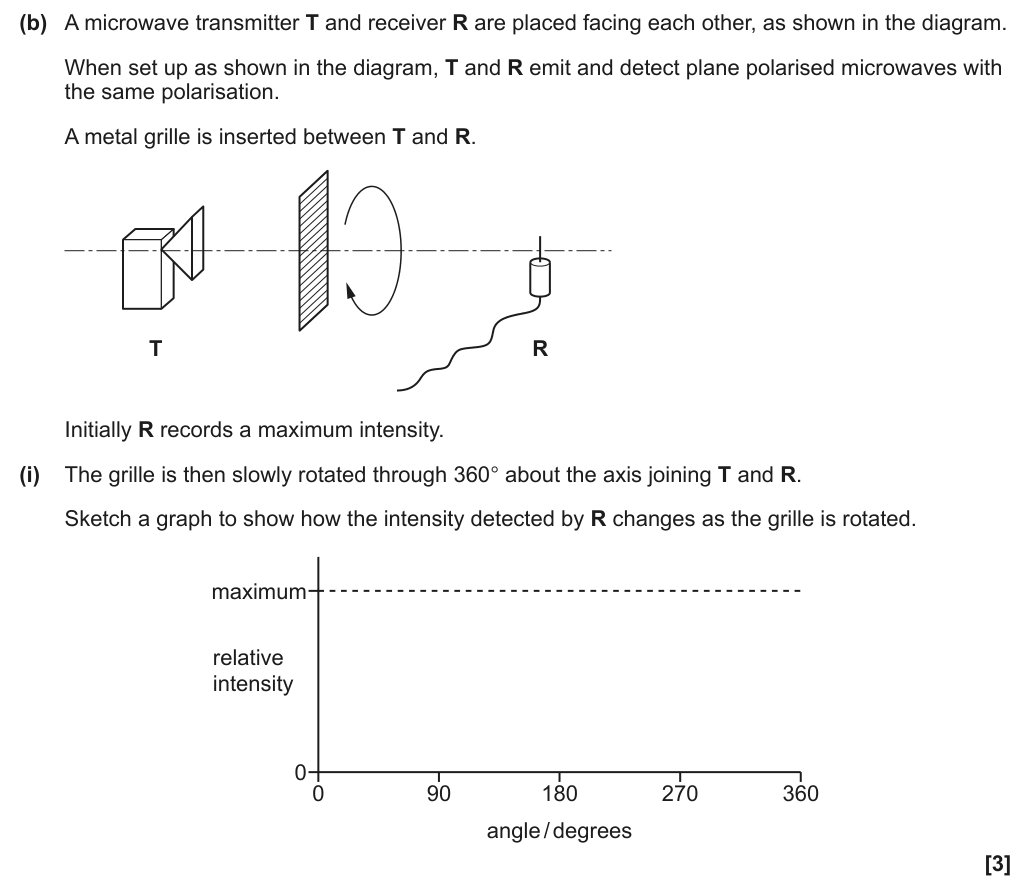 (b) A microwave transmitter T and receiver R are placed facing each other, as shown in the diagram.
When set up as shown in the diagram, T and R emit and detect plane polarised microwaves with
the same polarisation.
A metal grille is inserted between T and R.
T
R
Initially R records a maximum intensity.
(i) The grille is then slowly rotated through 360° about the axis joining T and R.
Sketch a graph to show how the intensity detected by R changes as the grille is rotated.
maximum
relative
intensity
0
0 90 180 270 360
angle / degrees
[3]